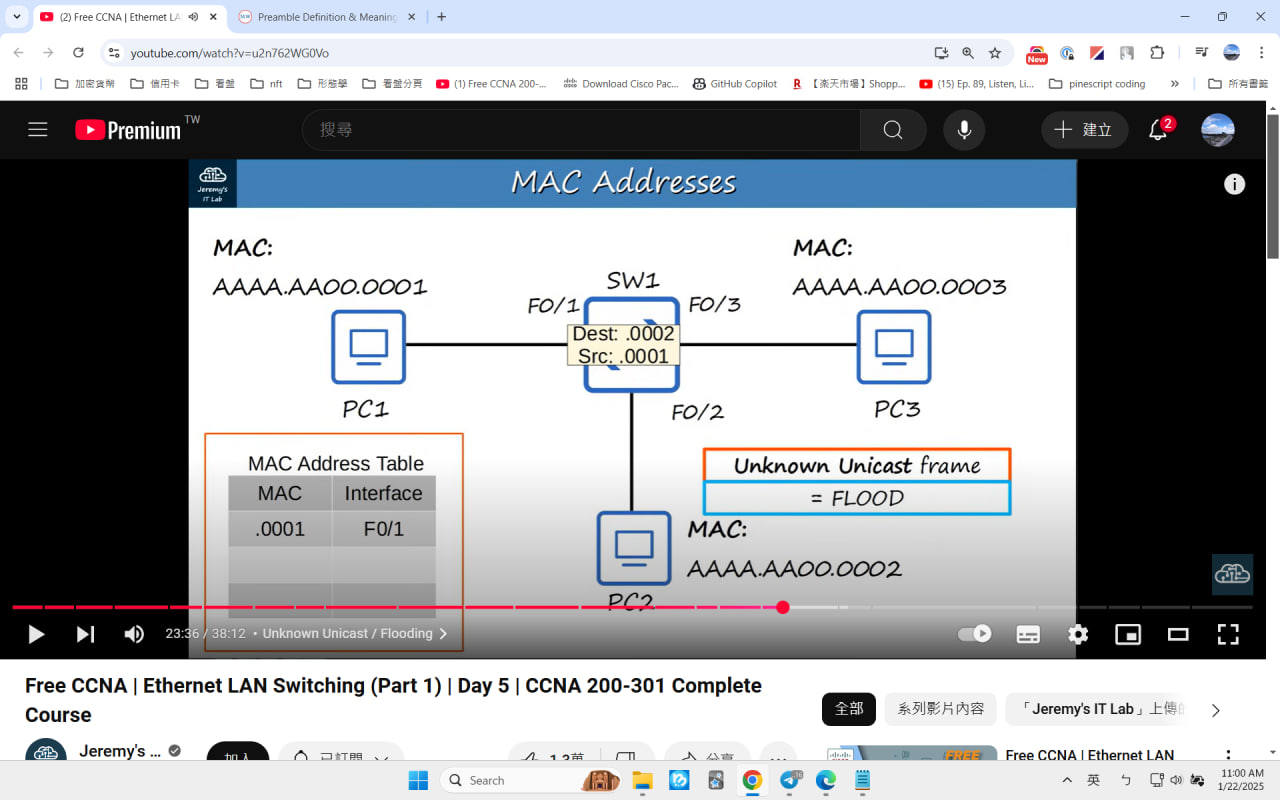 (2) Free CCNA | Ethernet LA
Preamble Definition & Meaning
youtube.com/watch?v=u2n762WG0Vo
New
加密貨幣
信用卡
看盤
nft
形態學
看盤分頁
(1) Free CCNA 200-...
Download Cisco Pac...
GitHub Copilot
【楽天市場】Shopp...
(15) Ep. 89, Listen, Li...
pinescript coding
所有書籤
Premium TW
搜尋
建立
2
Jeremy's
IT Lab
MAC Addresses
MAC:
AAAA.AA00.0001
MAC:
AAAA.AA00.0003
SW1
F0/1
F0/3
Dest: .0002
Src: .0001
PC1
PC3
F0/2
MAC Address Table
MAC Interface
.0001 F0/1
Unknown Unicast frame
= FLOOD
MAC:
AAAA.AA00.0002
PC2
23:36 / 38:12 • Unknown Unicast / Flooding
Free CCNA | Ethernet LAN Switching (Part 1) | Day 5 | CCNA 200-301 Complete
Course
全部
系列影片內容
「Jeremy's IT Lab」上傳的
Jeremy's ...
加入
已訂閱
1.3萬
分享
FREE
Free CCNA | Ethernet LAN
Search
英
11:00 AM
1/22/2025